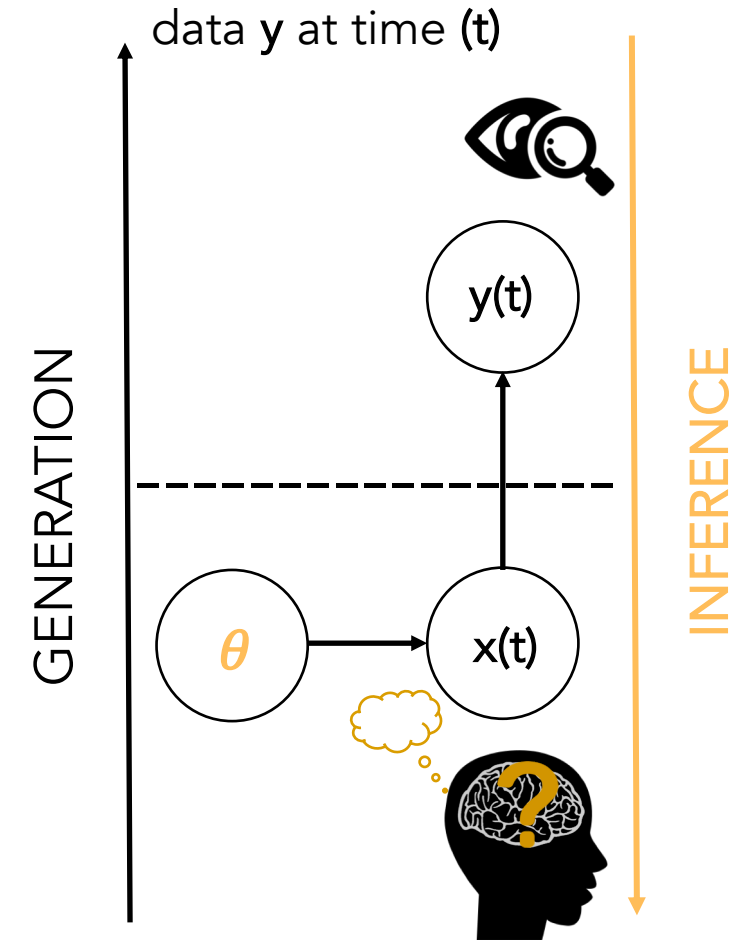 data y at time (t)
y(t)
GENERATION
INFERENCE
θ
x(t)
?